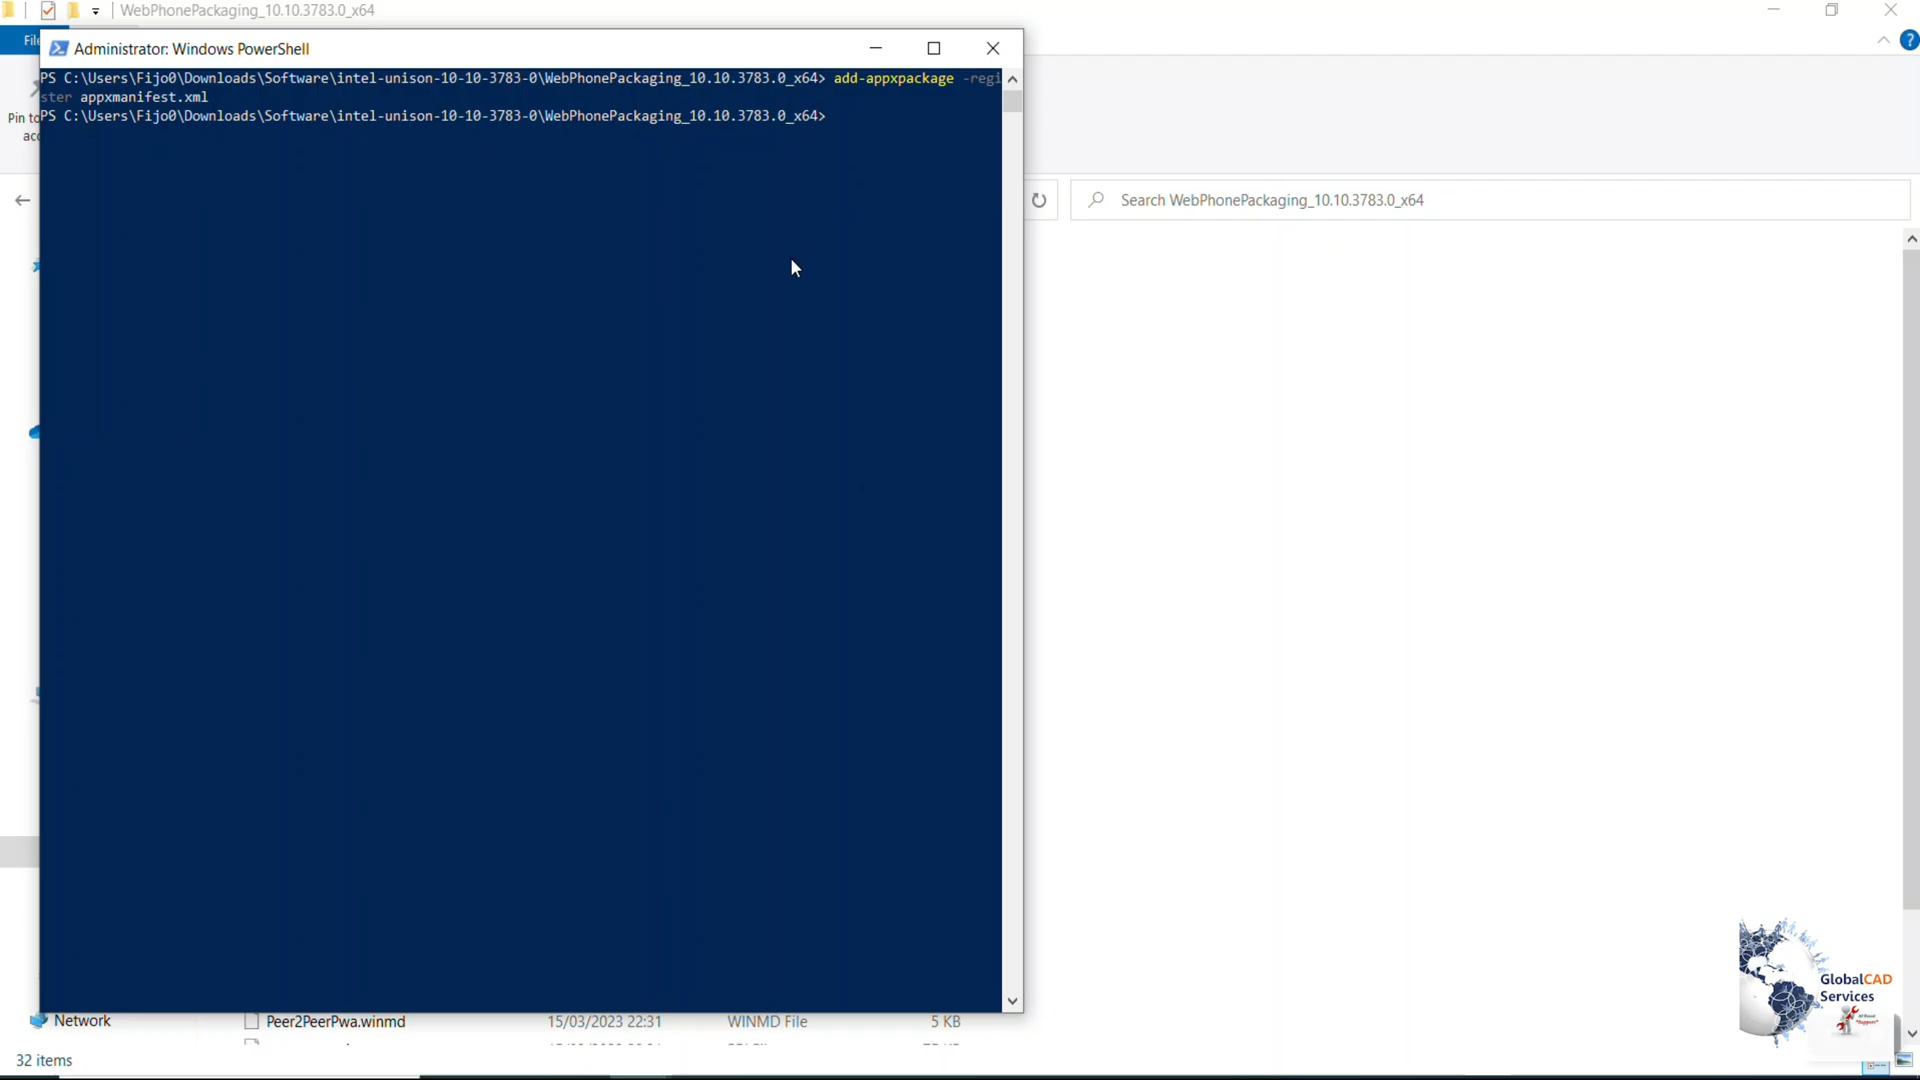 WebPhonePackaging_10.10.3783.0_x64
File
Administrator: Windows PowerShell
PS C:\Users\Fijo0\Downloads\Software\intel-unison-10-10-3783-0\WebPhonePackaging_10.10.3783.0_x64> add-appxpackage -regi
ster appxmanifest.xml
PS C:\Users\Fijo0\Downloads\Software\intel-unison-10-10-3783-0\WebPhonePackaging_10.10.3783.0_x64>
Pin to
Search WebPhonePackaging_10.10.3783.0_x64
Network Peer2PeerPwa.winmd 15/03/2023 22:31 WINMD File 5 KB
32 items
GlobalCAD
Services